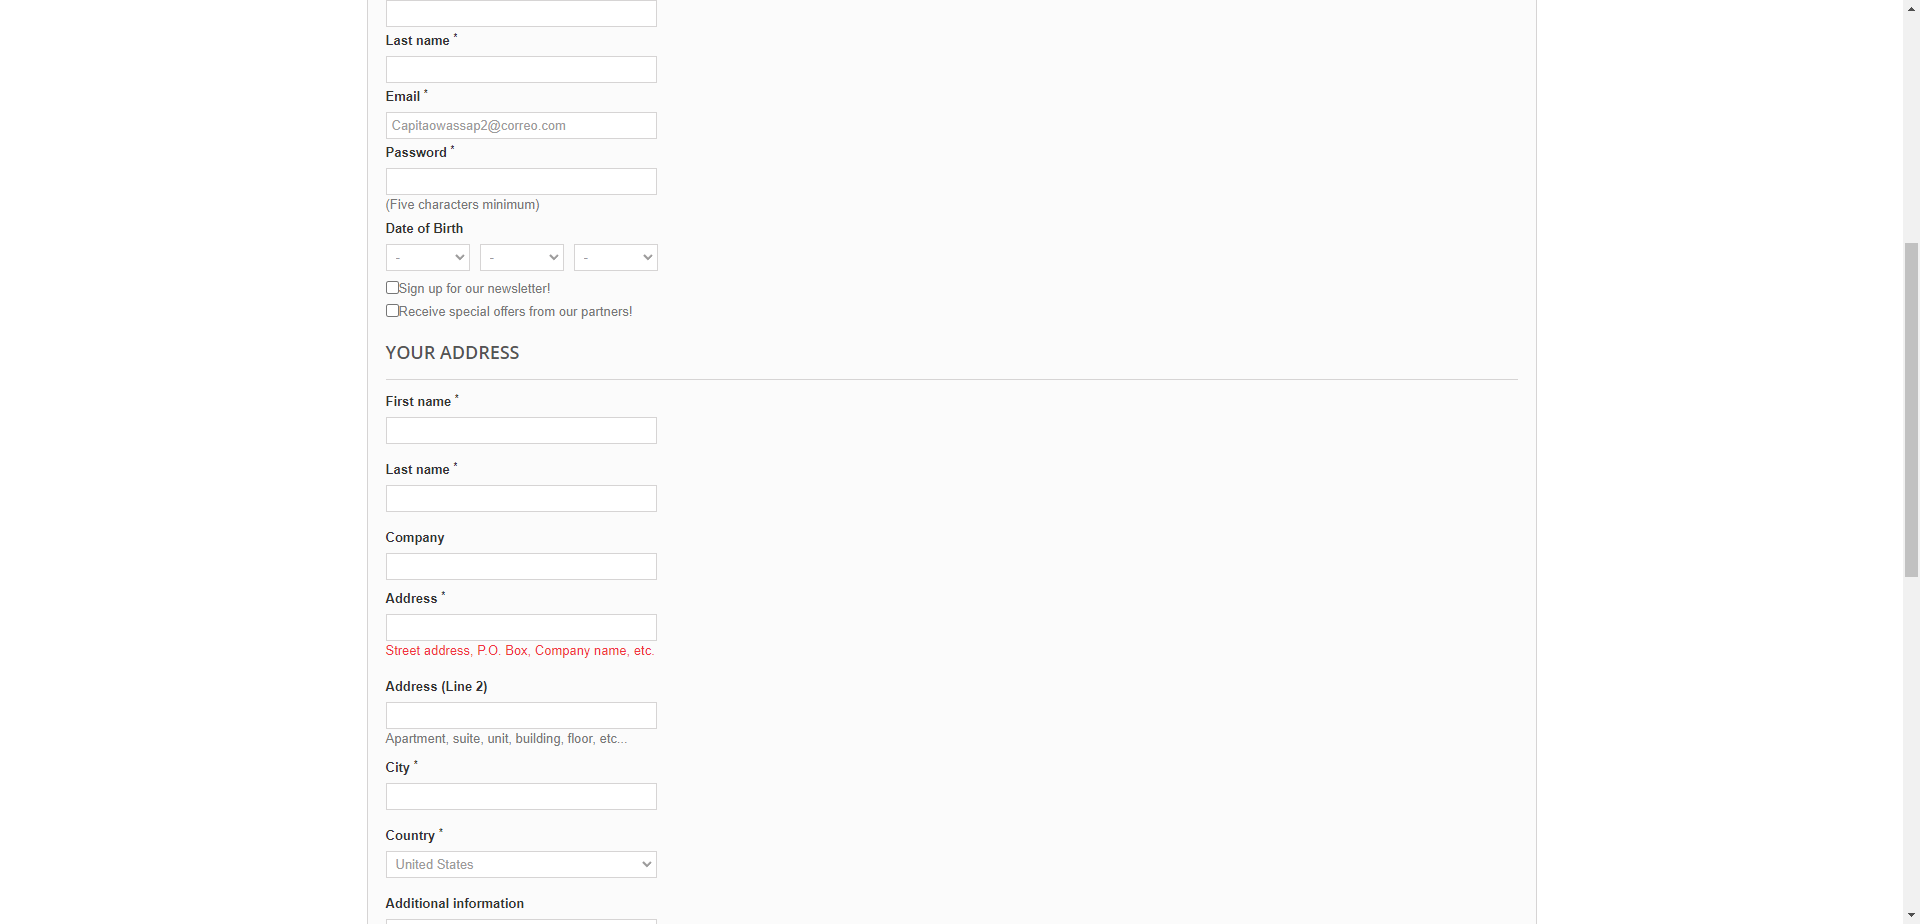 Last name *
Email *
Capitaowassap2@correo.com
Password *
(Five characters minimum)
Date of Birth
- - -
Sign up for our newsletter!
Receive special offers from our partners!
YOUR ADDRESS
First name *
Last name *
Company
Address *
Street address, P.O. Box, Company name, etc.
Address (Line 2)
Apartment, suite, unit, building, floor, etc...
City *
Country *
United States
Additional information